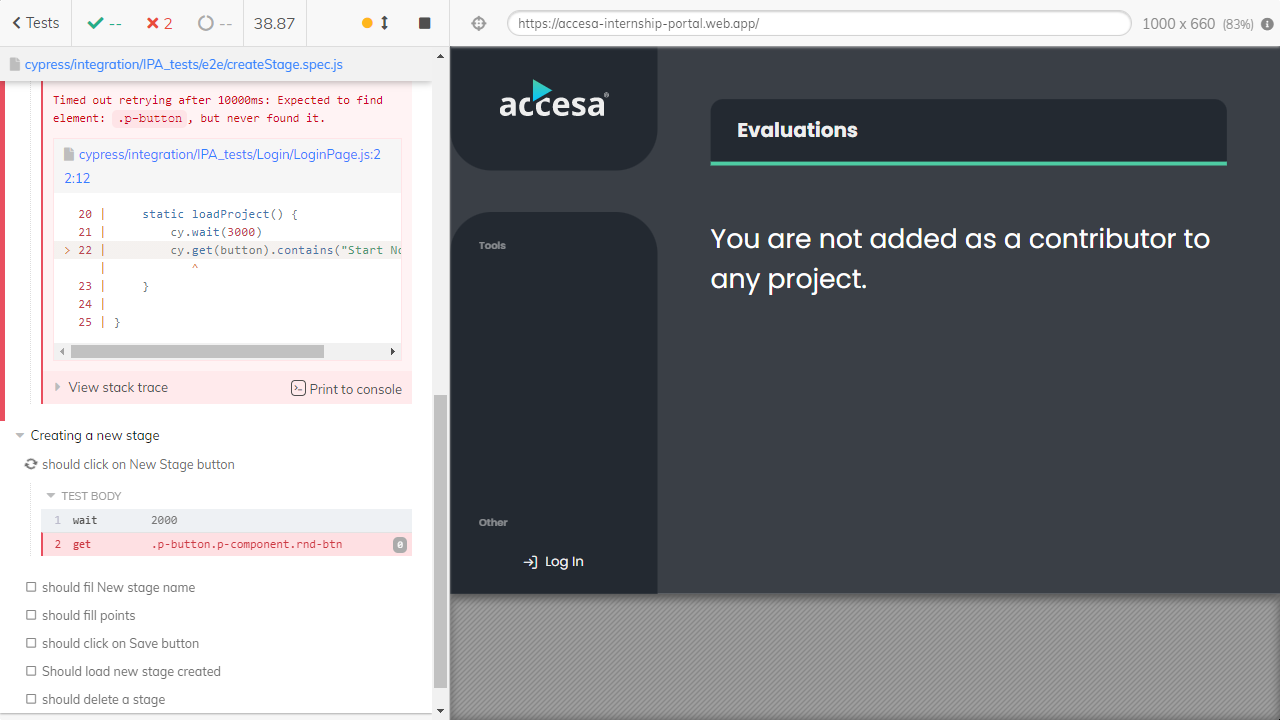 Tests
--
2
--
38.87
https://accesa-internship-portal.web.app/
1000 x 660 (83%)
cypress/integration/IPA_tests/e2e/createStage.spec.js
Timed out retrying after 10000ms: Expected to find
element: .p-button, but never found it.
cypress/integration/IPA_tests/Login/LoginPage.js:2
2:12
20 | static loadProject() {
21 | cy.wait(3000)
> 22 | cy.get(button).contains("Start No
| ^
23 | }
24 |
25 | }
View stack trace
Print to console
Creating a new stage
should click on New Stage button
TEST BODY
1 wait 2000
2 get .p-button.p-component.rnd-btn 0
should fil New stage name
should fill points
should click on Save button
Should load new stage created
should delete a stage
accesa®
Tools
Other
Log In
Evaluations
You are not added as a contributor to
any project.